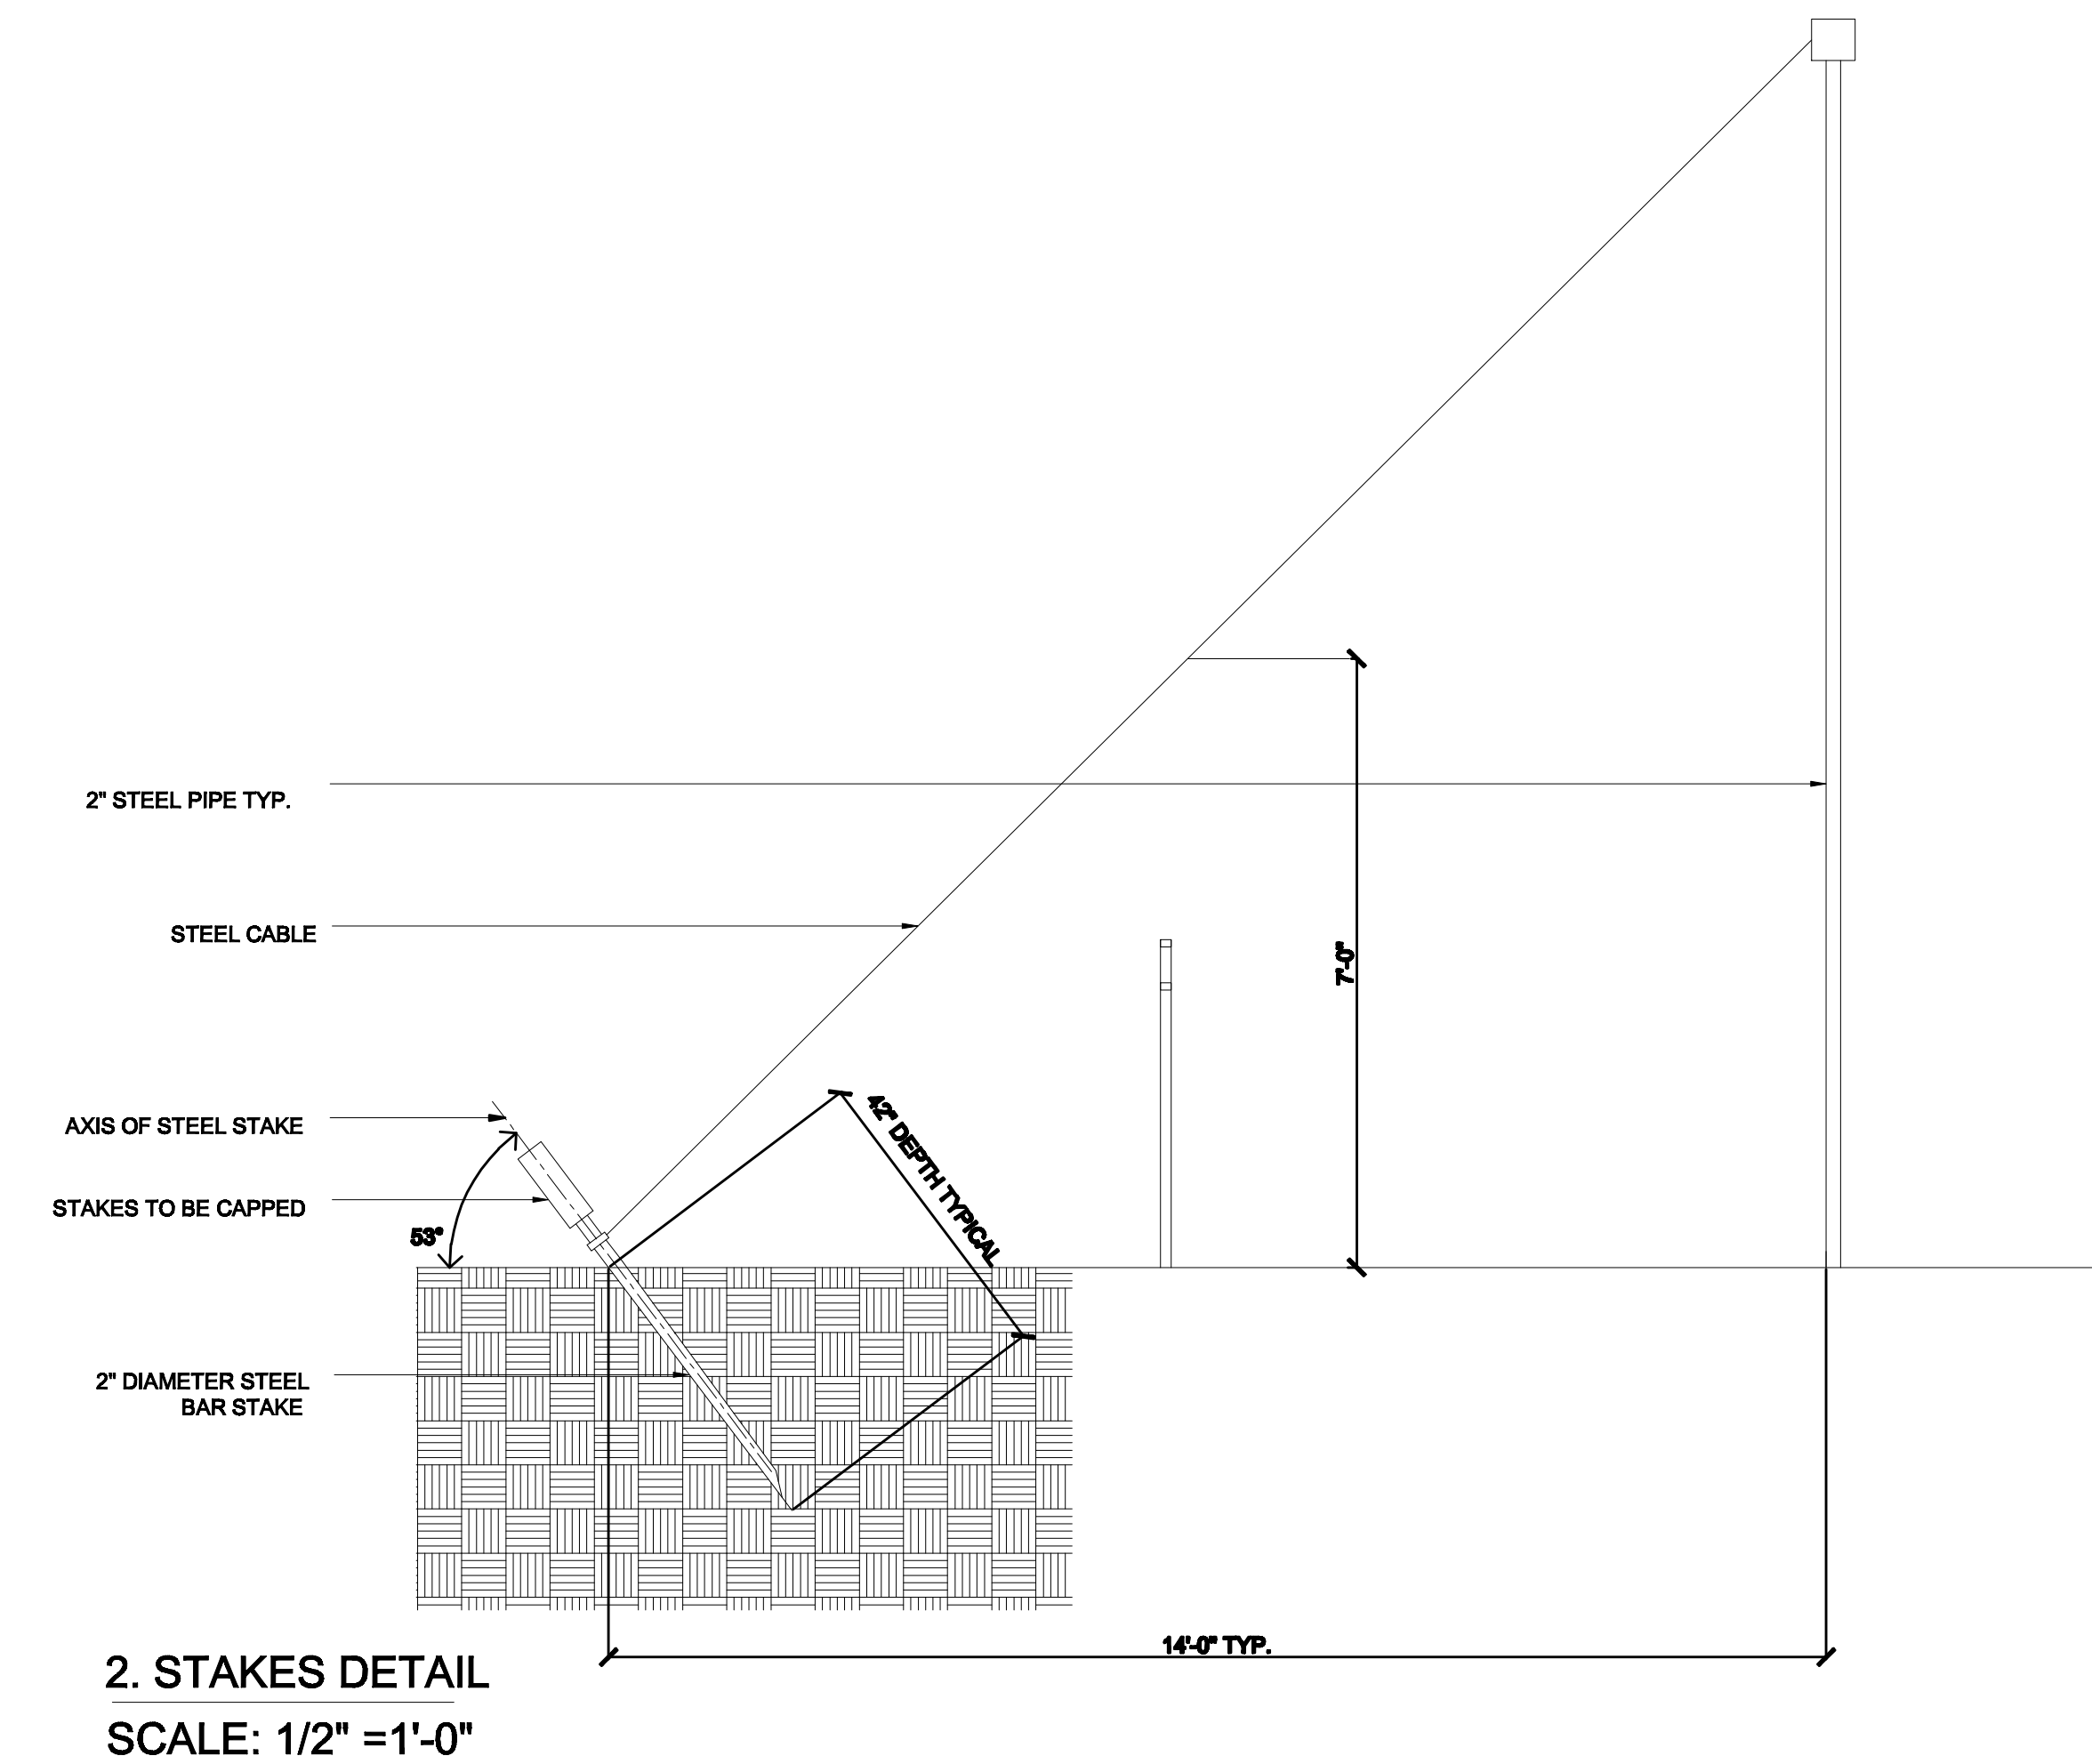 2" STEEL PIPE TYP.
STEEL CABLE
7'-0"
42" DEPTH TYPICAL
AXIS OF STEEL STAKE
STAKES TO BE CAPPED
53°
2" DIAMETER STEEL
BAR STAKE
14'-0" TYP.
2. STAKES DETAIL
SCALE: 1/2" =1'-0"